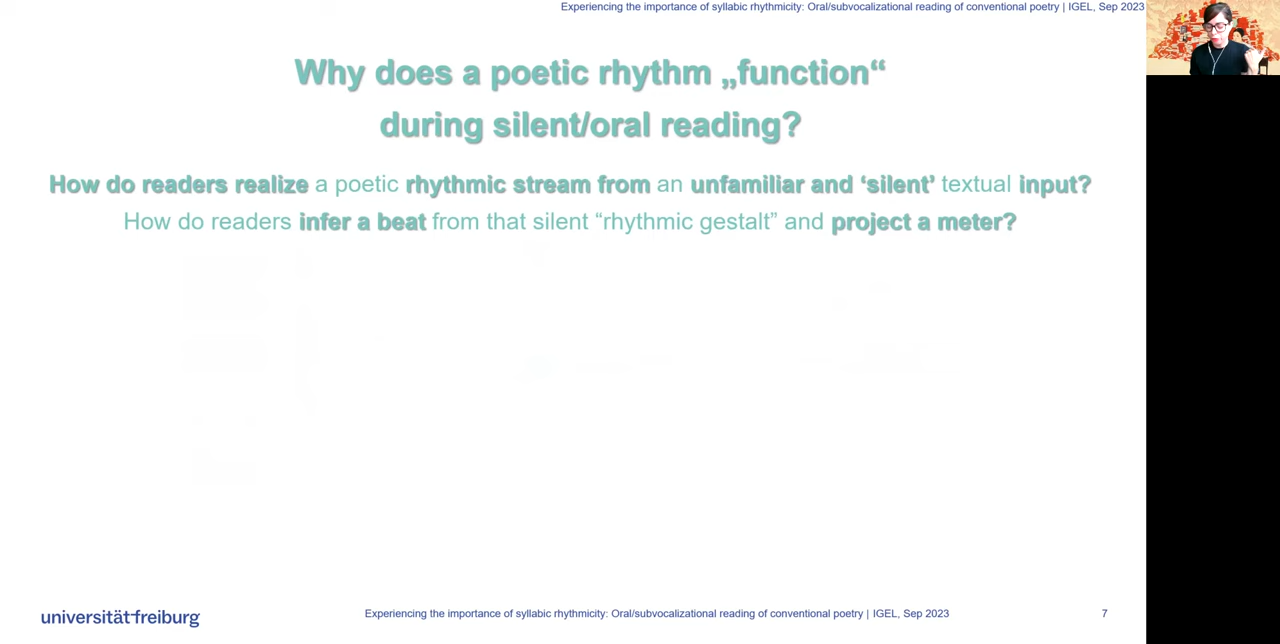 Experiencing the importance of syllabic rhythmicity: Oral/subvocalizational reading of conventional poetry | IGEL, Sep 2023
Why does a poetic rhythm „function“
during silent/oral reading?
How do readers realize a poetic rhythmic stream from an unfamiliar and ‘silent’ textual input?
How do readers infer a beat from that silent “rhythmic gestalt” and project a meter?
universität freiburg
Experiencing the importance of syllabic rhythmicity: Oral/subvocalizational reading of conventional poetry | IGEL, Sep 2023
7